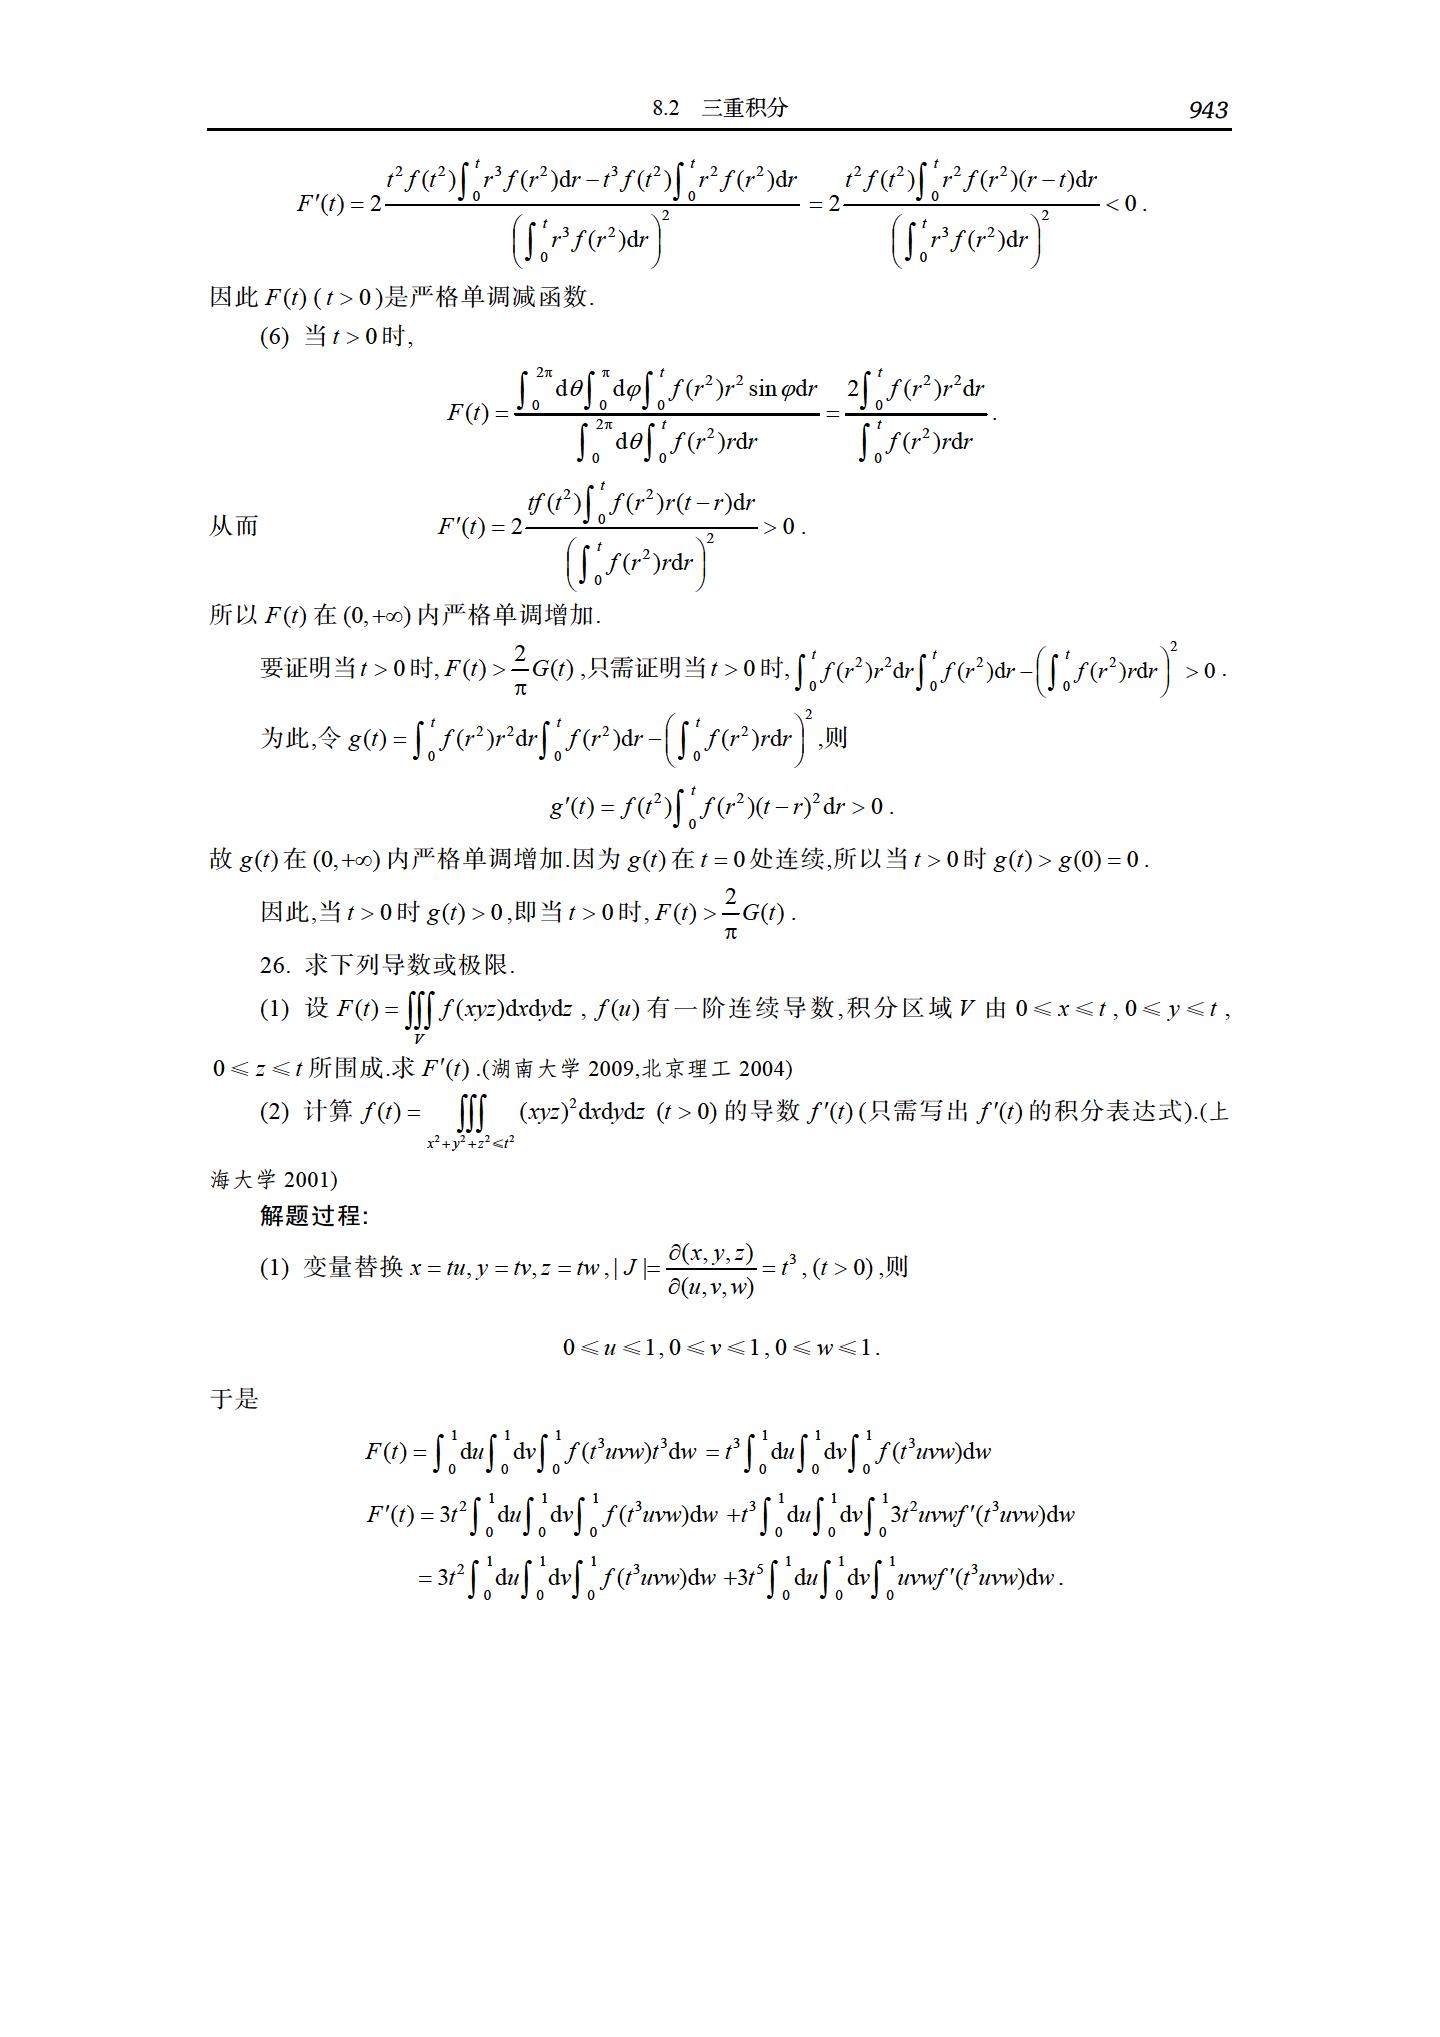 8.2 三重积分 943
$F'(t)=2\dfrac{t^2f(t^2)\int_0^t r^3f(r^2)\mathrm{d}r-t^3f(t^2)\int_0^t r^2f(r^2)\mathrm{d}r}{\left(\int_0^t r^3f(r^2)\mathrm{d}r\right)^2}=2\dfrac{t^2f(t^2)\int_0^t r^2f(r^2)(r-t)\mathrm{d}r}{\left(\int_0^t r^3f(r^2)\mathrm{d}r\right)^2}<0.$
因此 $F(t)$ ($t>0$)是严格单调减函数.
(6) 当 $t>0$ 时,
$F(t)=\dfrac{\int_0^{2\pi}\mathrm{d}\theta\int_0^{\pi}\mathrm{d}\varphi\int_0^t f(r^2)r^2\sin\varphi\mathrm{d}r}{\int_0^{2\pi}\mathrm{d}\theta\int_0^t f(r^2)r\mathrm{d}r}=\dfrac{2\int_0^t f(r^2)r^2\mathrm{d}r}{\int_0^t f(r^2)r\mathrm{d}r}.$
从而 $F'(t)=2\dfrac{tf(t^2)\int_0^t f(r^2)r(t-r)\mathrm{d}r}{\left(\int_0^t f(r^2)r\mathrm{d}r\right)^2}>0.$
所以 $F(t)$ 在 $(0,+\infty)$ 内严格单调增加.
要证明当 $t>0$ 时, $F(t)>\dfrac{2}{\pi}G(t)$ ,只需证明当 $t>0$ 时, $\int_0^t f(r^2)r^2\mathrm{d}r\int_0^t f(r^2)\mathrm{d}r-\left(\int_0^t f(r^2)r\mathrm{d}r\right)^2>0.$
为此,令 $g(t)=\int_0^t f(r^2)r^2\mathrm{d}r\int_0^t f(r^2)\mathrm{d}r-\left(\int_0^t f(r^2)r\mathrm{d}r\right)^2$ ,则
$g'(t)=f(t^2)\int_0^t f(r^2)(t-r)^2\mathrm{d}r>0.$
故 $g(t)$ 在 $(0,+\infty)$ 内严格单调增加.因为 $g(t)$ 在 $t=0$ 处连续,所以当 $t>0$ 时 $g(t)>g(0)=0.$
因此,当 $t>0$ 时 $g(t)>0$ ,即当 $t>0$ 时, $F(t)>\dfrac{2}{\pi}G(t).$
26. 求下列导数或极限.
(1) 设 $F(t)=\iiint\limits_V f(xyz)\mathrm{d}x\mathrm{d}y\mathrm{d}z$ , $f(u)$ 有一阶连续导数,积分区域 $V$ 由 $0\leqslant x\leqslant t,0\leqslant y\leqslant t,$
$0\leqslant z\leqslant t$ 所围成.求 $F'(t)$ .(湖南大学 2009,北京理工 2004)
(2) 计算 $f(t)=\iiint\limits_{x^2+y^2+z^2\leqslant t^2}(xyz)^2\mathrm{d}x\mathrm{d}y\mathrm{d}z$ $(t>0)$ 的导数 $f'(t)$ (只需写出 $f'(t)$ 的积分表达式).(上
海大学 2001)
解题过程:
(1) 变量替换 $x=tu,y=tv,z=tw,|J|=\dfrac{\partial(x,y,z)}{\partial(u,v,w)}=t^3,(t>0)$ ,则
$0\leqslant u\leqslant 1,0\leqslant v\leqslant 1,0\leqslant w\leqslant 1.$
于是
$F(t)=\int_0^1\mathrm{d}u\int_0^1\mathrm{d}v\int_0^1 f(t^3uvw)t^3\mathrm{d}w=t^3\int_0^1\mathrm{d}u\int_0^1\mathrm{d}v\int_0^1 f(t^3uvw)\mathrm{d}w$
$F'(t)=3t^2\int_0^1\mathrm{d}u\int_0^1\mathrm{d}v\int_0^1 f(t^3uvw)\mathrm{d}w+t^3\int_0^1\mathrm{d}u\int_0^1\mathrm{d}v\int_0^1 3t^2uvwf'(t^3uvw)\mathrm{d}w$
$=3t^2\int_0^1\mathrm{d}u\int_0^1\mathrm{d}v\int_0^1 f(t^3uvw)\mathrm{d}w+3t^5\int_0^1\mathrm{d}u\int_0^1\mathrm{d}v\int_0^1 uvwf'(t^3uvw)\mathrm{d}w.$